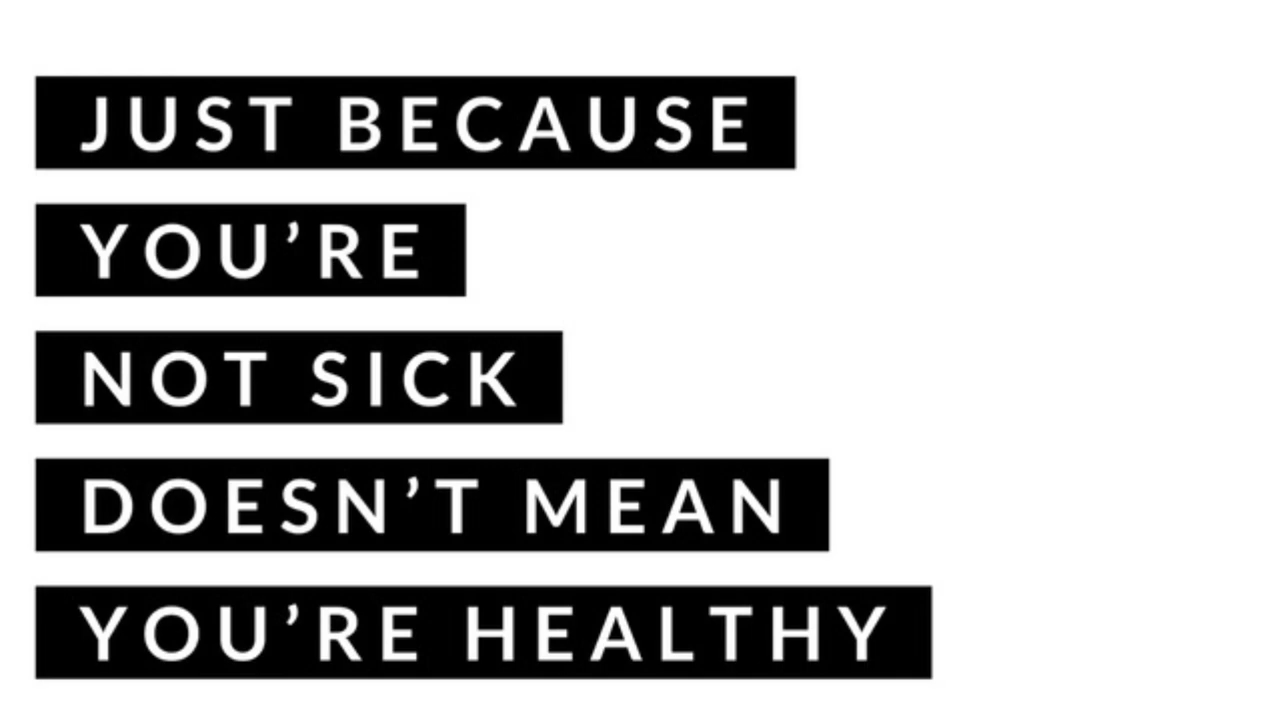 JUST BECAUSE
YOU’RE
NOT SICK
DOESN’T MEAN
YOU’RE HEALTHY